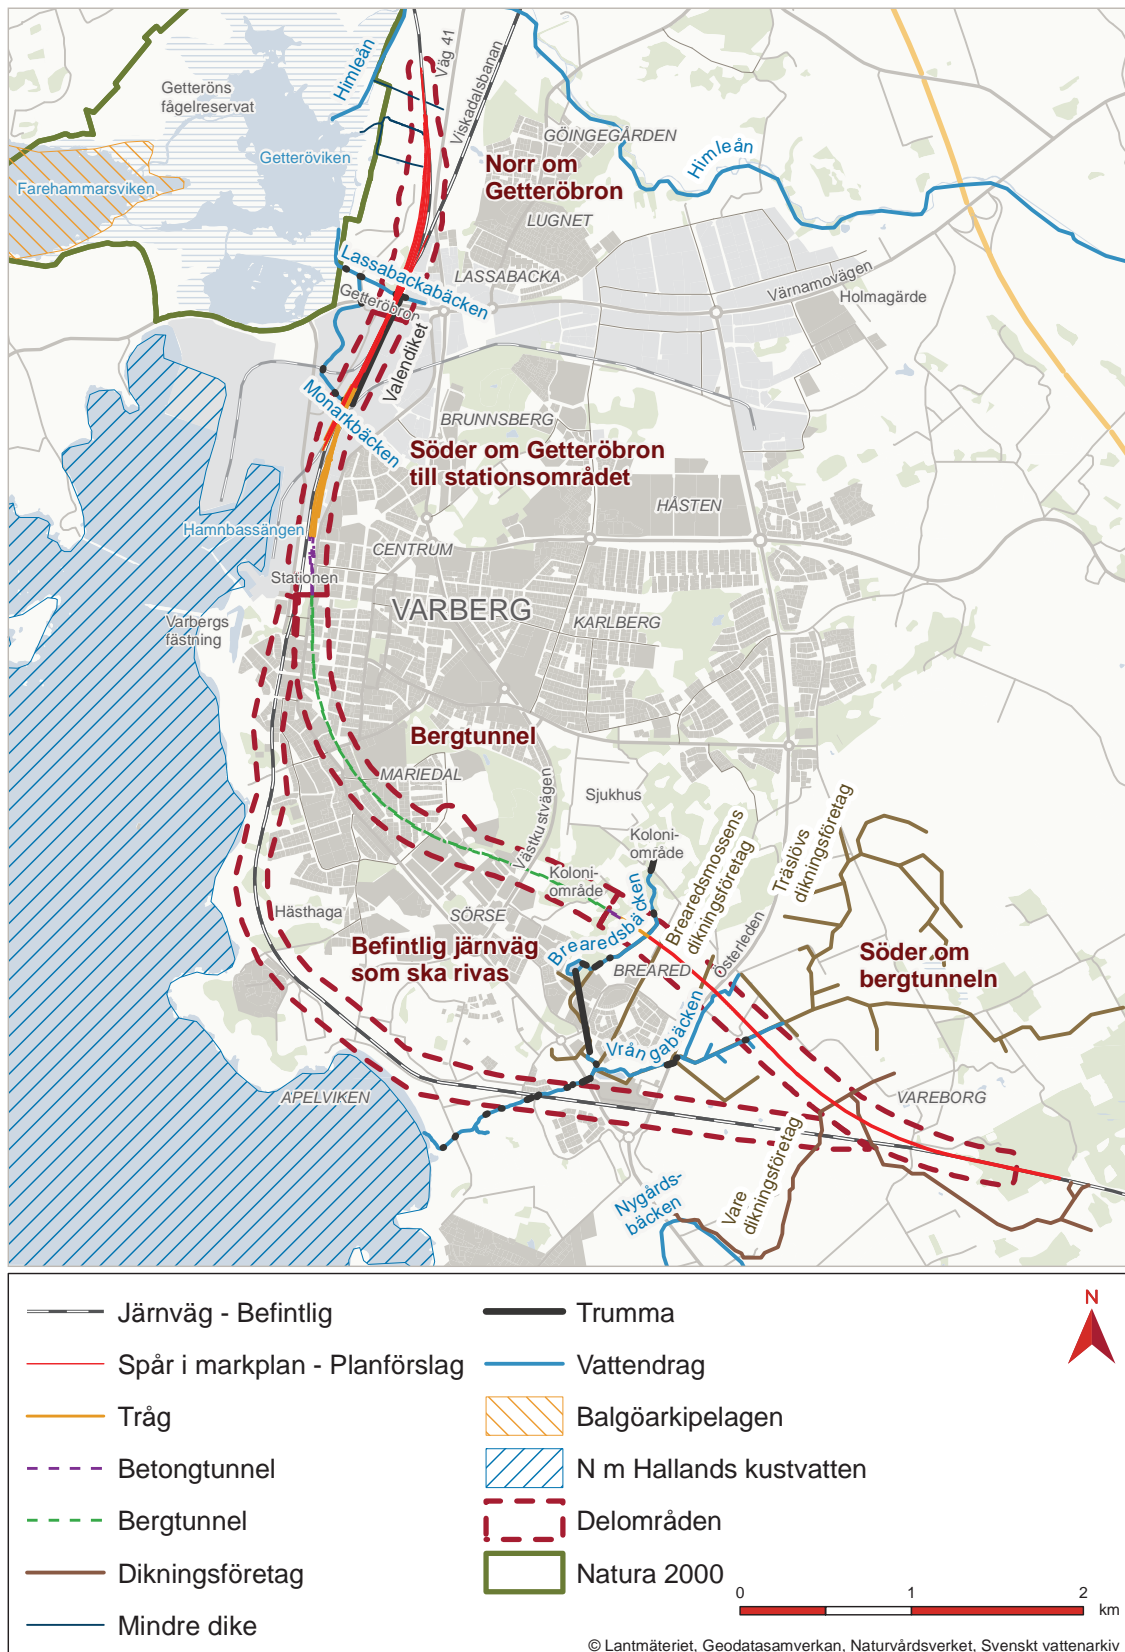 Himleån
Väg 41
Viskadalsbanan
Getteröns
fågelreservat
GÖINGEGÅRDEN
Getteröviken
Himleån
Norr om
Getteröbron
Farehammarsviken
LUGNET
Lassabackabäcken
LASSABACKA
Värnamovägen
Holmagärde
Getteröbron
Valendiket
Monarkbäcken
BRUNNSBERG
Söder om Getteröbron
till stationsområdet
HÅSTEN
Hamnbassängen
CENTRUM
Stationen
VARBERG
Varbergs
fästning
KARLBERG
Bergtunnel
MARIEDAL
Sjukhus
Västkustvägen
Koloni-
område
Brearedsmossens
dikningsföretag
Träslövs
dikningsföretag
Koloni-
område
Hästhaga
SÖRSE
Brearedsbäcken
Befintlig järnväg
som ska rivas
BREARED
Österleden
Söder om
bergtunneln
Vrångabäcken
APELVIKEN
VAREBORG
Vare
dikningsföretag
Nygårds-
bäcken
Järnväg - Befintlig
Spår i markplan - Planförslag
Tråg
Betongtunnel
Bergtunnel
Dikningsföretag
Mindre dike
Trumma
Vattendrag
Balgöarkipelagen
N m Hallands kustvatten
Delområden
Natura 2000
N
0 1 2
km
© Lantmäteriet, Geodatasamverkan, Naturvårdsverket, Svenskt vattenarkiv